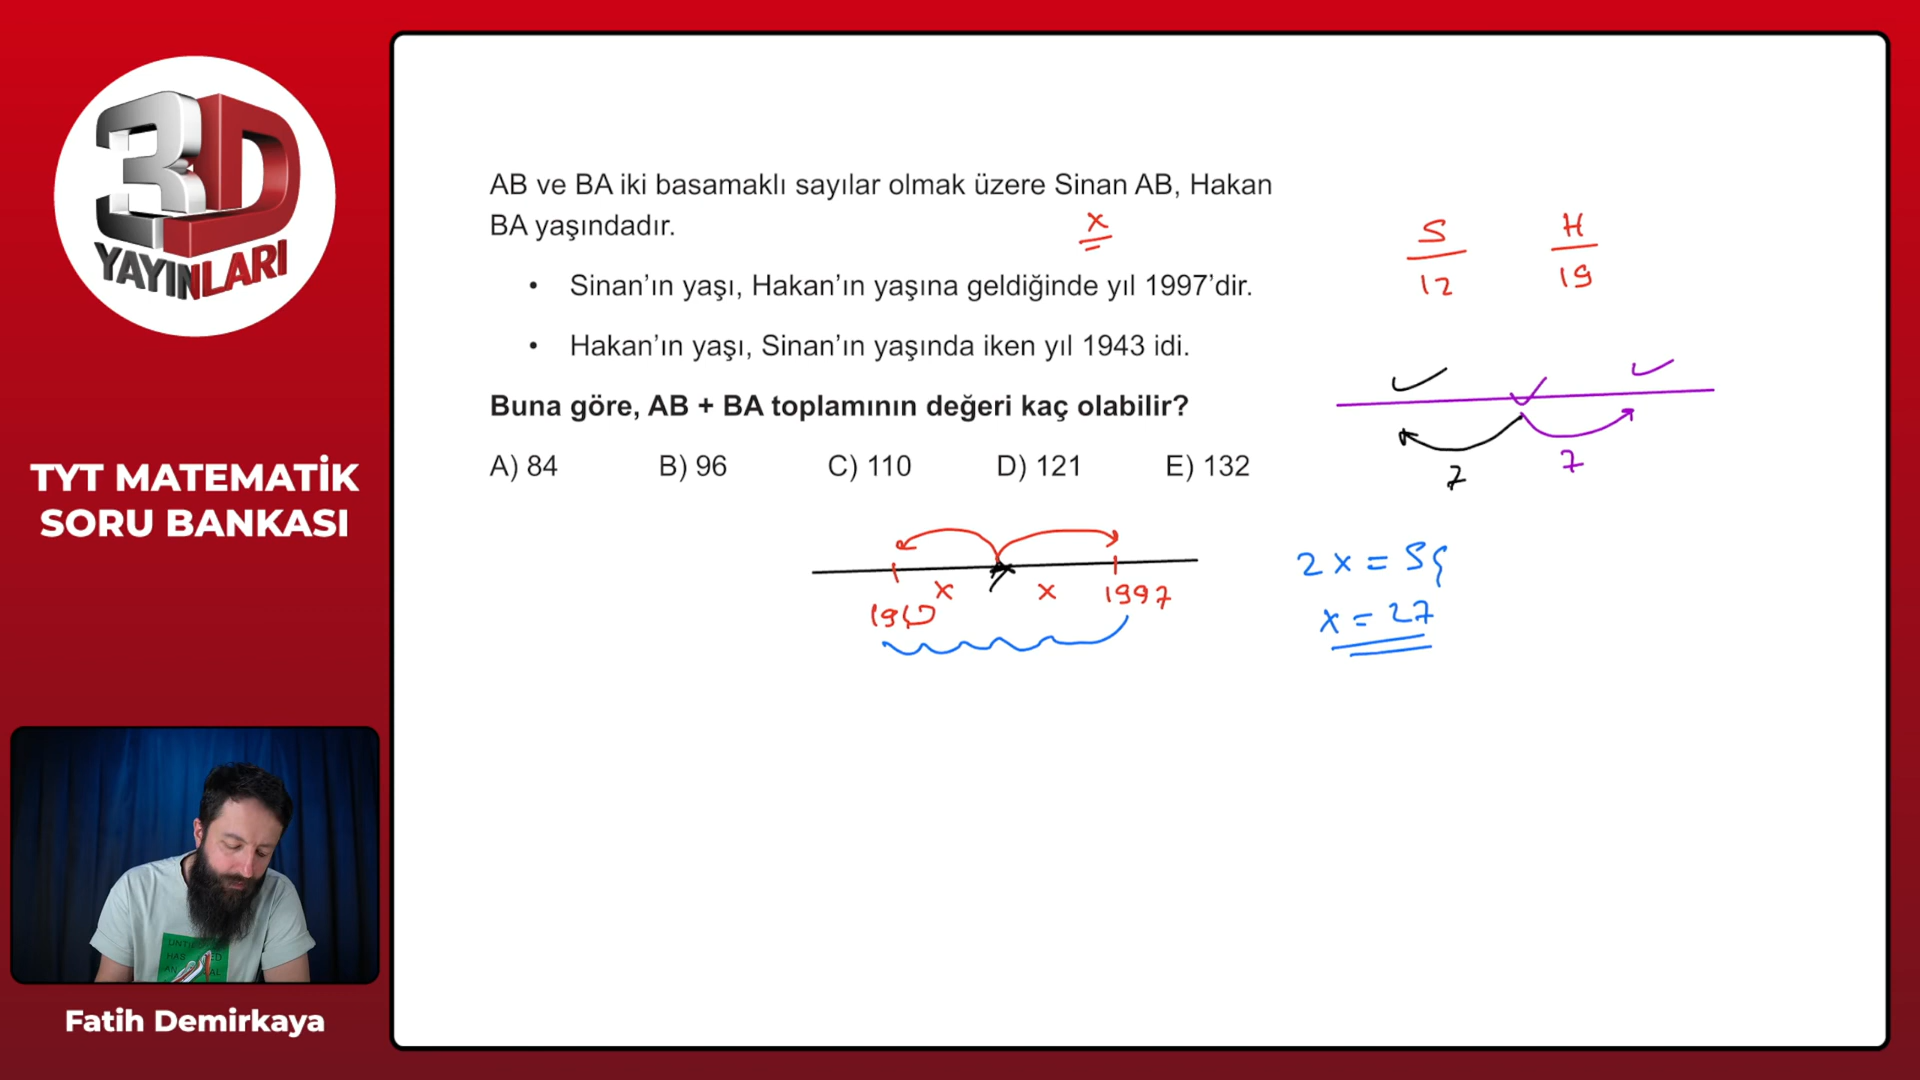 3D
YAYINLARI
TYT MATEMATİK
SORU BANKASI
Fatih Demirkaya
AB ve BA iki basamaklı sayılar olmak üzere Sinan AB, Hakan
BA yaşındadır.
x
• Sinan’ın yaşı, Hakan’ın yaşına geldiğinde yıl 1997’dir.
• Hakan’ın yaşı, Sinan’ın yaşında iken yıl 1943 idi.
Buna göre, AB + BA toplamının değeri kaç olabilir?
A) 84 B) 96 C) 110 D) 121 E) 132
S H
12 19
7 7
x x
1997
2x = 54
x = 27